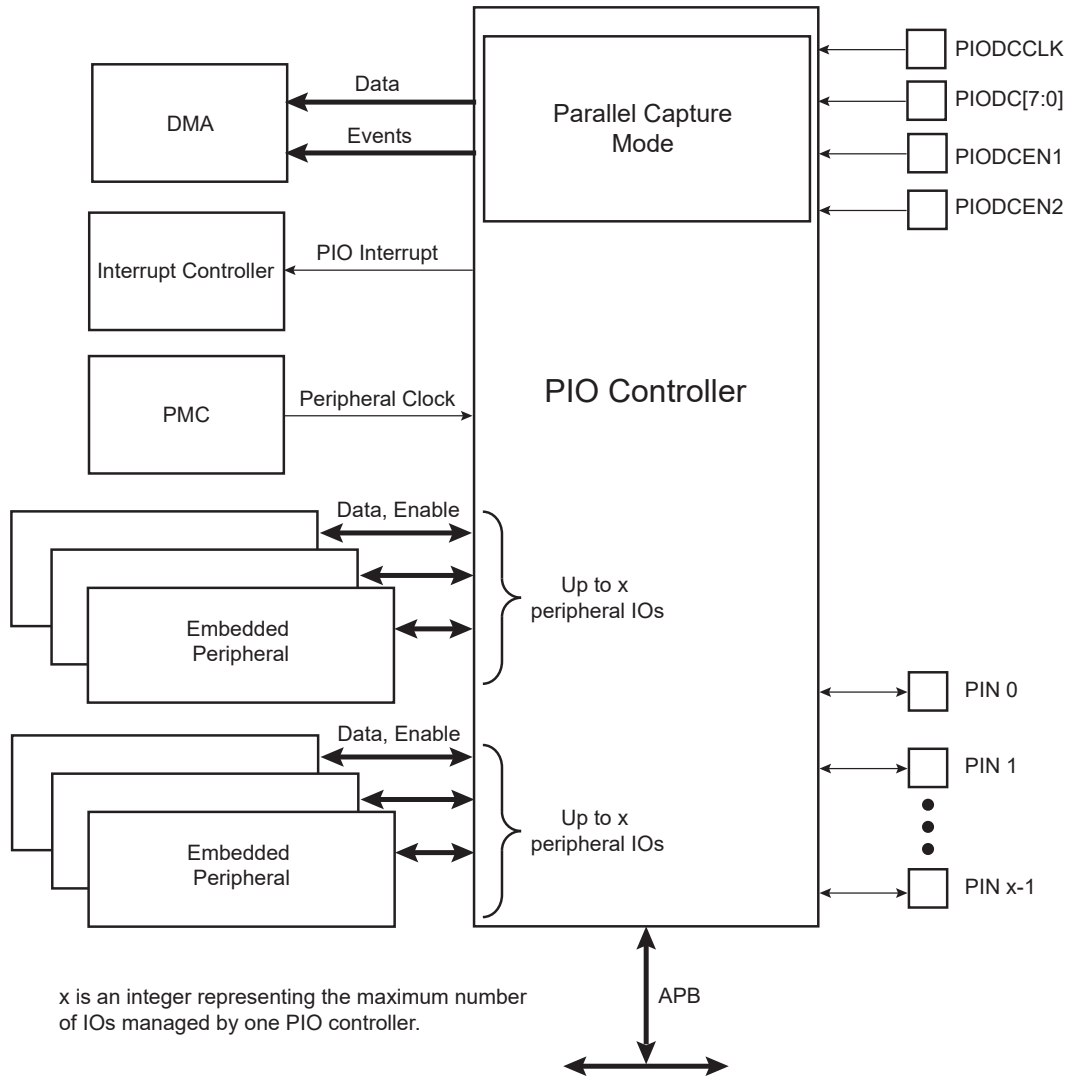 PIODCCLK
Data
PIODC[7:0]
DMA
Parallel Capture
Mode
Events
PIODCEN1
PIODCEN2
PIO Interrupt
Interrupt Controller
PIO Controller
Peripheral Clock
PMC
Data, Enable
Up to x
peripheral IOs
Embedded
Peripheral
PIN 0
Data, Enable
PIN 1
Up to x
peripheral IOs
Embedded
Peripheral
PIN x-1
x is an integer representing the maximum number
of IOs managed by one PIO controller.
APB